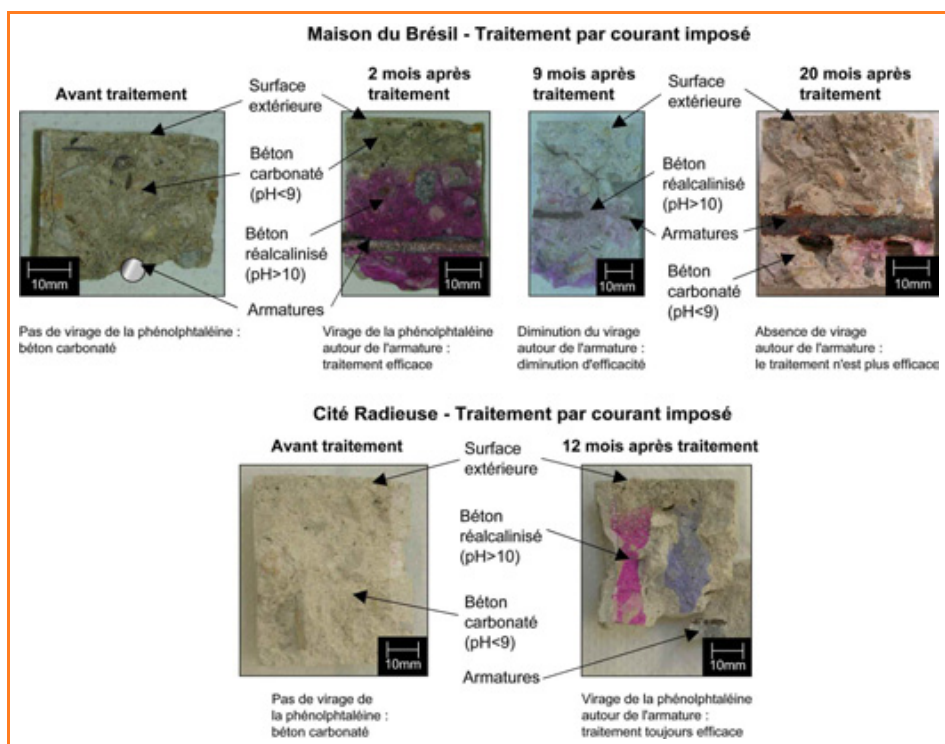 Maison du Brésil - Traitement par courant imposé
Avant traitement
Surface
extérieure
2 mois après
traitement
9 mois après
traitement
Surface
extérieure
20 mois après
traitement
Béton
carbonaté
(pH<9)
Béton
réalcalinisé
(pH>10)
Armatures
Béton
réalcalinisé
(pH>10)
Armatures
Béton
carbonaté
(pH<9)
10mm
10mm
10mm
10mm
Pas de virage de la phénolphtaléine :
béton carbonaté
Virage de la phénolphtaléine
autour de l'armature :
traitement efficace
Diminution du virage
autour de l'armature :
diminution d'efficacité
Absence de virage
autour de l'armature :
le traitement n'est plus efficace
Cité Radieuse - Traitement par courant imposé
Avant traitement
Surface
extérieure
12 mois après traitement
Béton
réalcalinisé
(pH>10)
Béton
carbonaté
(pH<9)
Armatures
10mm
10mm
Pas de virage de
la phénolphtaléine :
béton carbonaté
Virage de la phénolphtaléine
autour de l'armature :
traitement toujours efficace